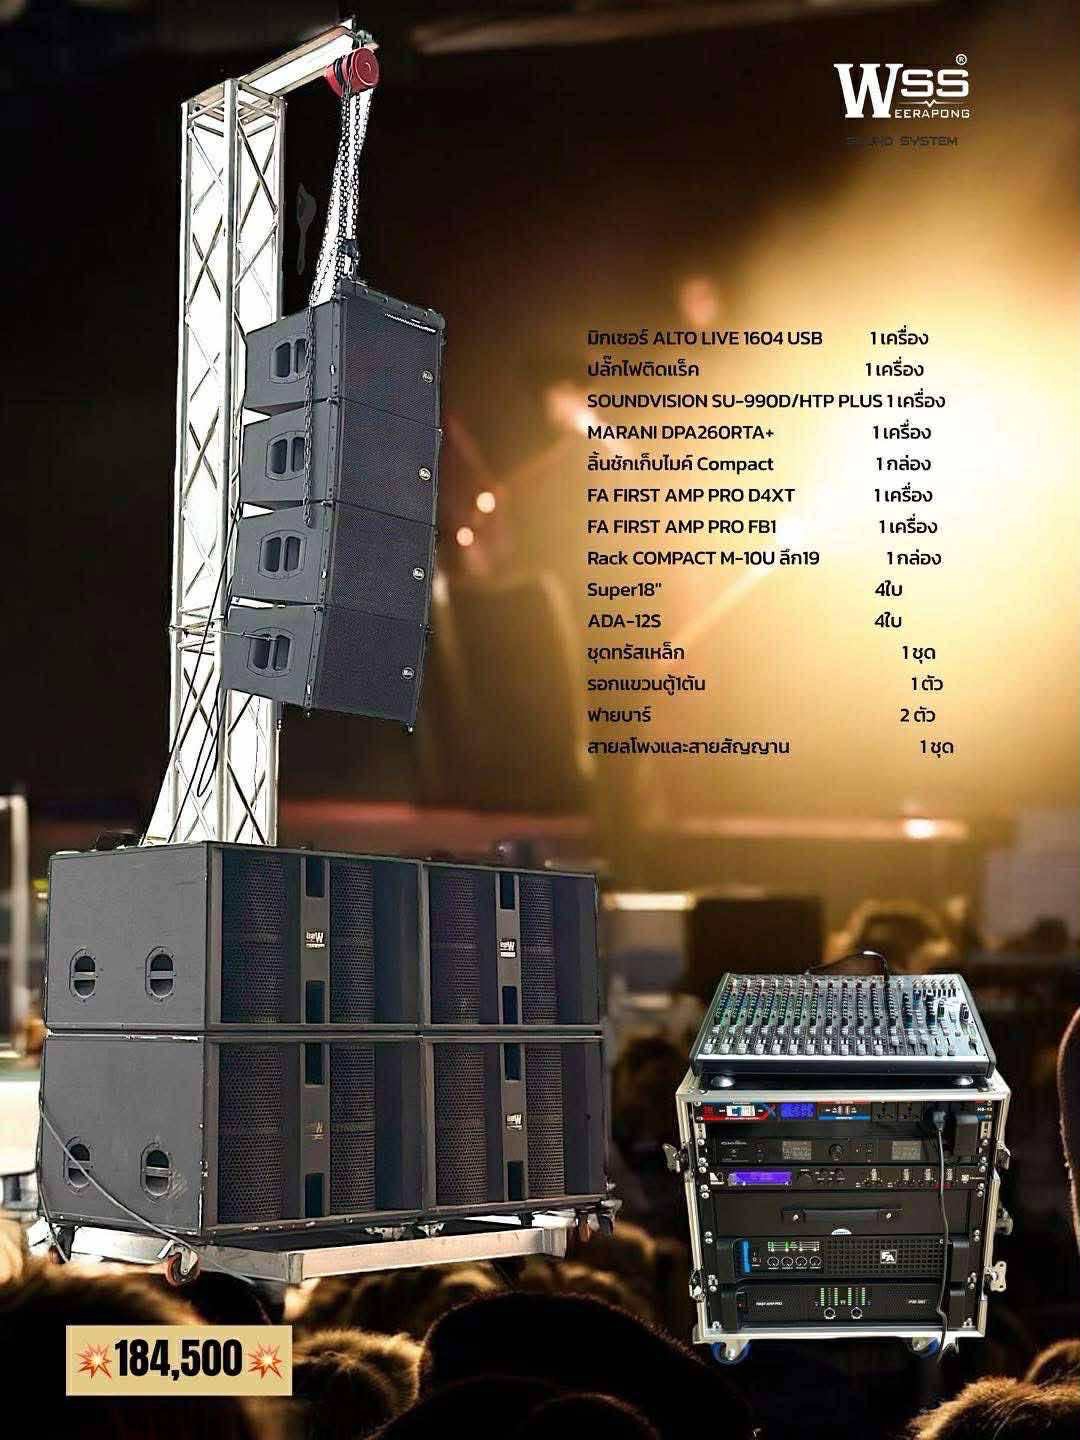 WSS®
EERAPONG
SOUND SYSTEM
มิกเซอร์ ALTO LIVE 1604 USB 1 เครื่อง
ปลั๊กไฟติดแร็ค 1 เครื่อง
SOUNDVISION SU-990D/HTP PLUS 1 เครื่อง
MARANI DPA260RTA+ 1 เครื่อง
ลิ้นชักเก็บไมค์ Compact 1 กล่อง
FA FIRST AMP PRO D4XT 1 เครื่อง
FA FIRST AMP PRO FB1 1 เครื่อง
Rack COMPACT M-10U ลึก19 1 กล่อง
Super18" 4ใบ
ADA-12S 4ใบ
ชุดทรัสเหล็ก 1 ชุด
รอกแขวนตู้1ตัน 1 ตัว
ฟายบาร์ 2 ตัว
สายลโพงและสายสัญญาน 1 ชุด
FA
FIRST AMP PRO
💥184,500💥